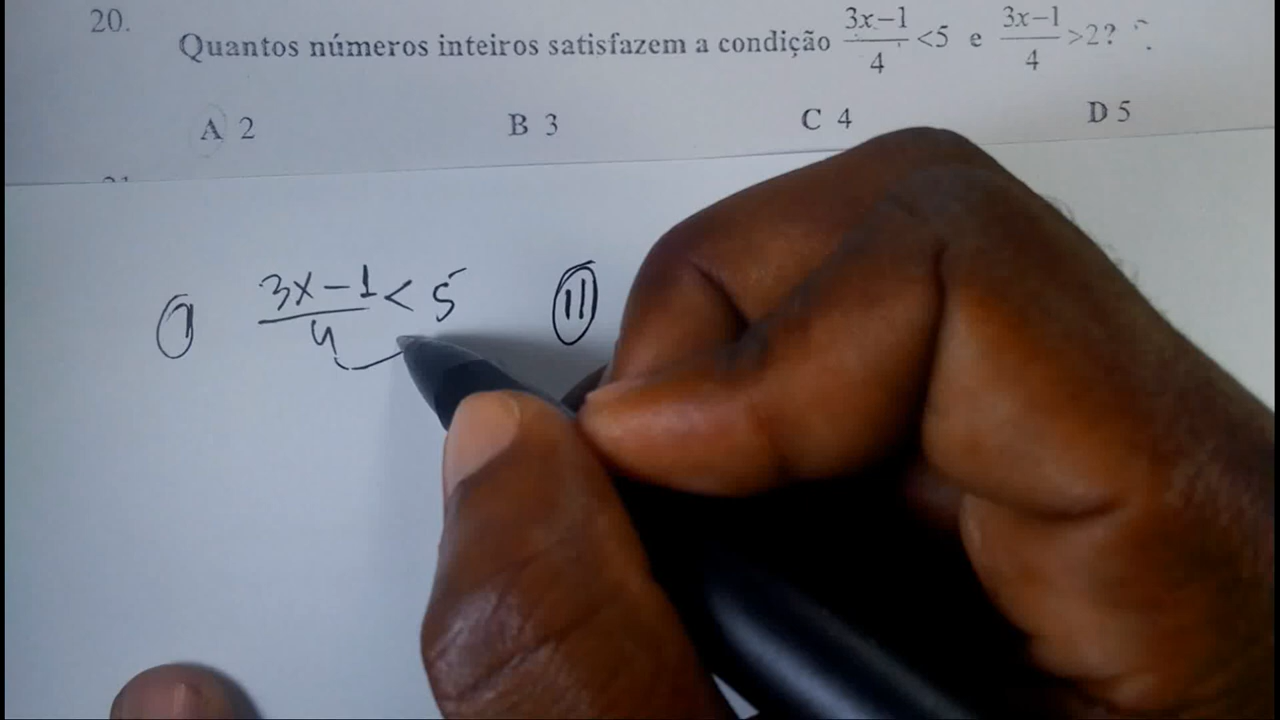 20.
Quantos números inteiros satisfazem a condição 3x−1/4 <5 e 3x−1/4 >2?
A 2 B 3 C 4 D 5
I 3x−1/4 < 5 II